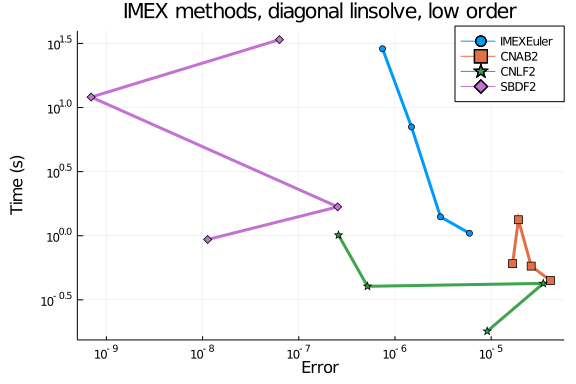 IMEX methods, diagonal linsolve, low order
IMEXEuler
CNAB2
CNLF2
SBDF2
Time (s)
10^1.5
10^1.0
10^0.5
10^0.0
10^-0.5
10^-9 10^-8 10^-7 10^-6 10^-5
Error